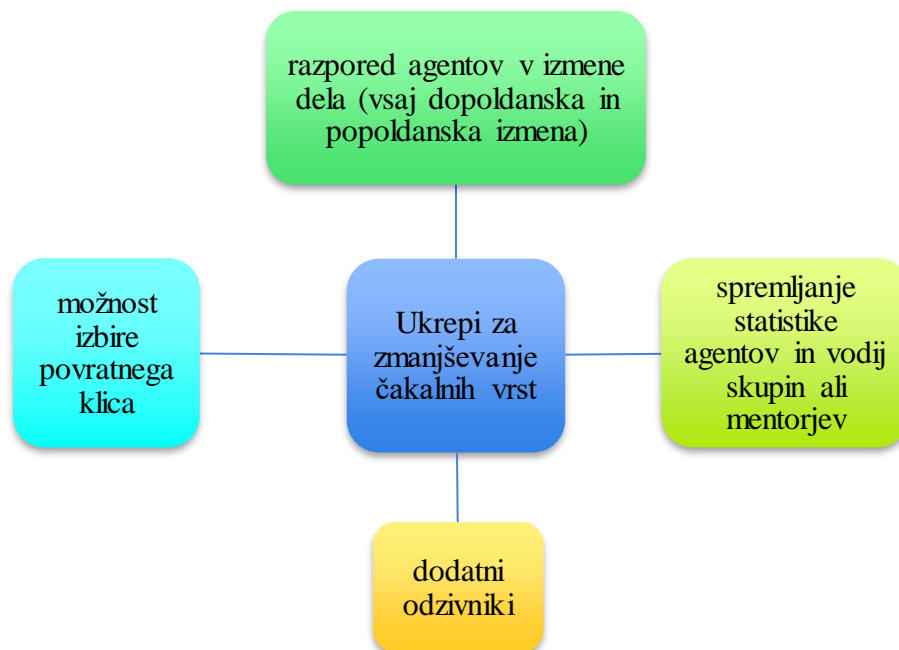 razpored agentov v izmene
dela (vsaj dopoldanska in
popoldanska izmena)
možnost
izbire
povratnega
klica
Ukrepi za
zmanjševanje
čakalnih vrst
spremljanje
statistike
agentov in vodij
skupin ali
mentorjev
dodatni
odzivniki